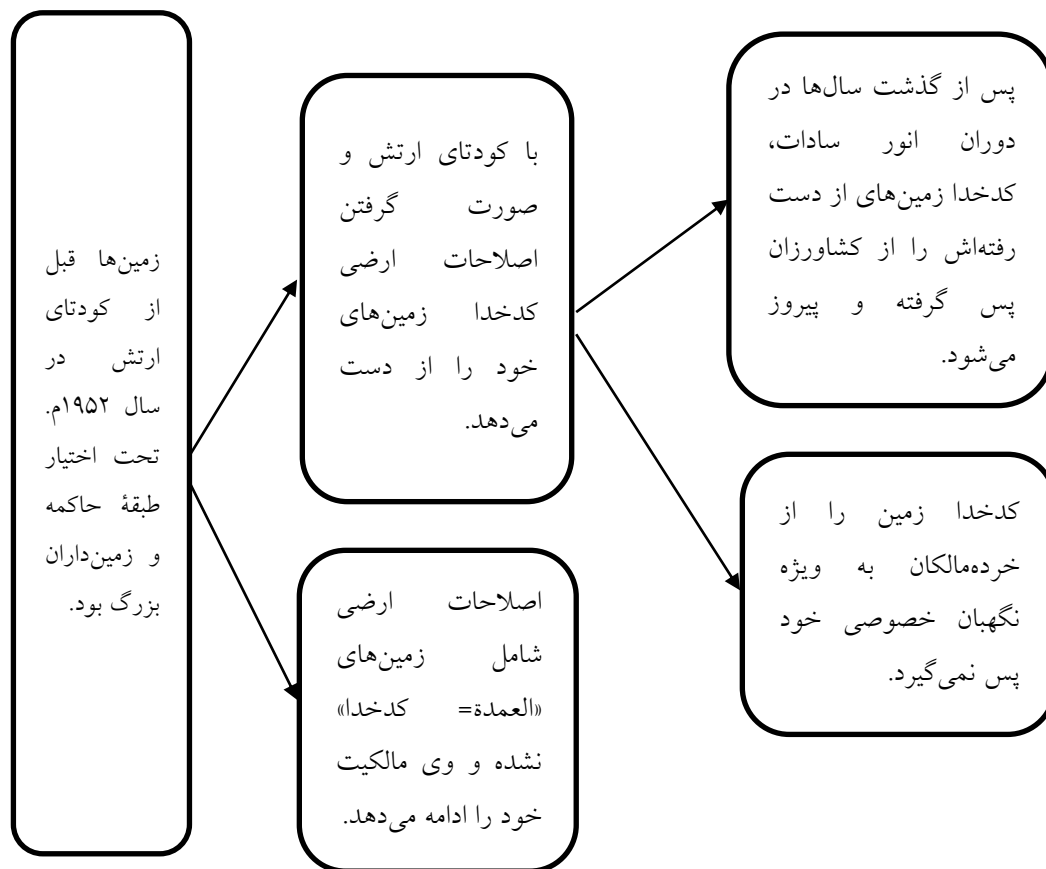 زمین‌ها قبل
از کودتای
ارتش در
سال ۱۹۵۲م.
تحت اختیار
طبقۀ حاکمه
و زمین‌داران
بزرگ بود.
با کودتای ارتش و
صورت گرفتن
اصلاحات ارضی
کدخدا زمین‌های
خود را از دست
می‌دهد.
اصلاحات ارضی
شامل زمین‌های
«العمدة= کدخدا»
نشده و وی مالکیت
خود را ادامه می‌دهد.
پس از گذشت سال‌ها در
دوران انور سادات،
کدخدا زمین‌های از دست
رفته‌اش را از کشاورزان
پس گرفته و پیروز
می‌شود.
کدخدا زمین را از
خرده‌مالکان به ویژه
نگهبان خصوصی خود
پس نمی‌گیرد.